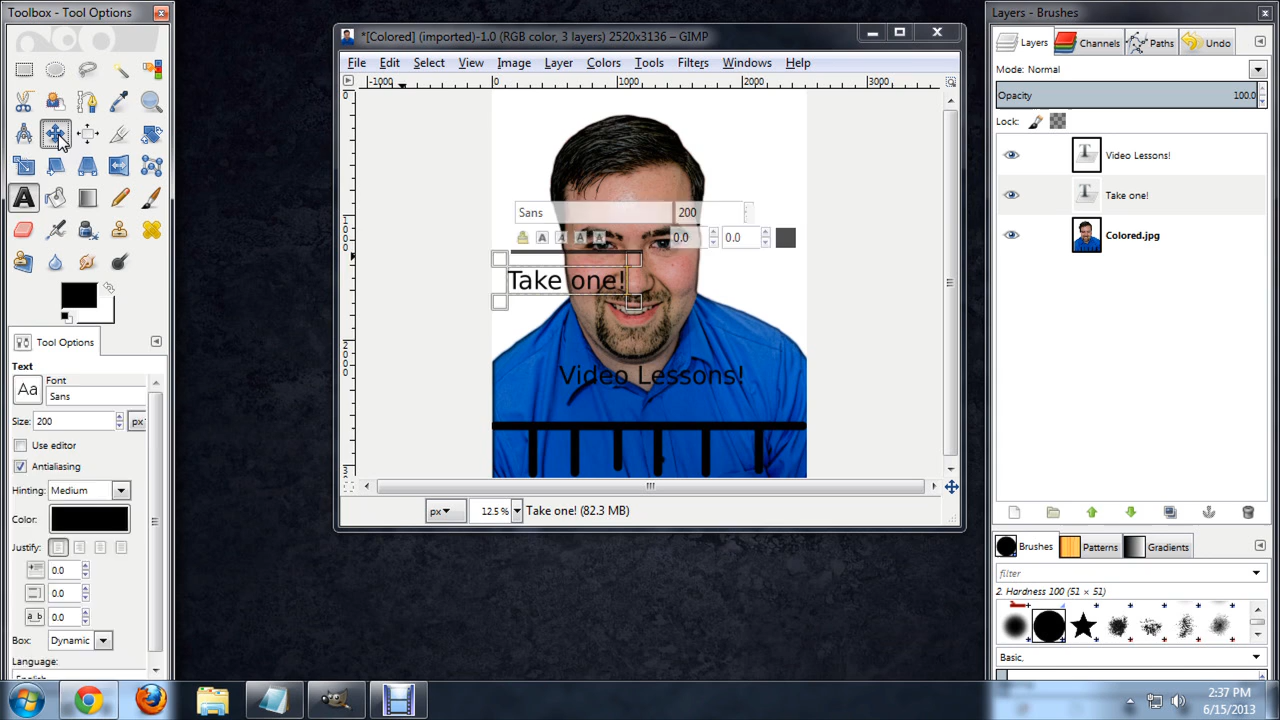 Toolbox - Tool Options
*[Colored] (imported)-1.0 (RGB color, 3 layers) 2520x3136 – GIMP
Layers - Brushes
File Edit Select View Image Layer Colors Tools Filters Windows Help
Layers Channels Paths Undo
Mode: Normal
Opacity 100.0
Lock:
-1000 0 1000 2000 3000
Video Lessons!
Take one!
Colored.jpg
Sans 200
0.0 0.0
Take one!
Video Lessons!
Tool Options
Text
Font
Aa Sans
Size: 200 px
Use editor
Antialiasing
Hinting: Medium
Color:
Justify:
0.0
0.0
0.0
Box: Dynamic
Language:
px 12.5 % Take one! (82.3 MB)
Brushes Patterns Gradients
filter
2. Hardness 100 (51 × 51)
Basic,
2:37 PM
6/15/2013